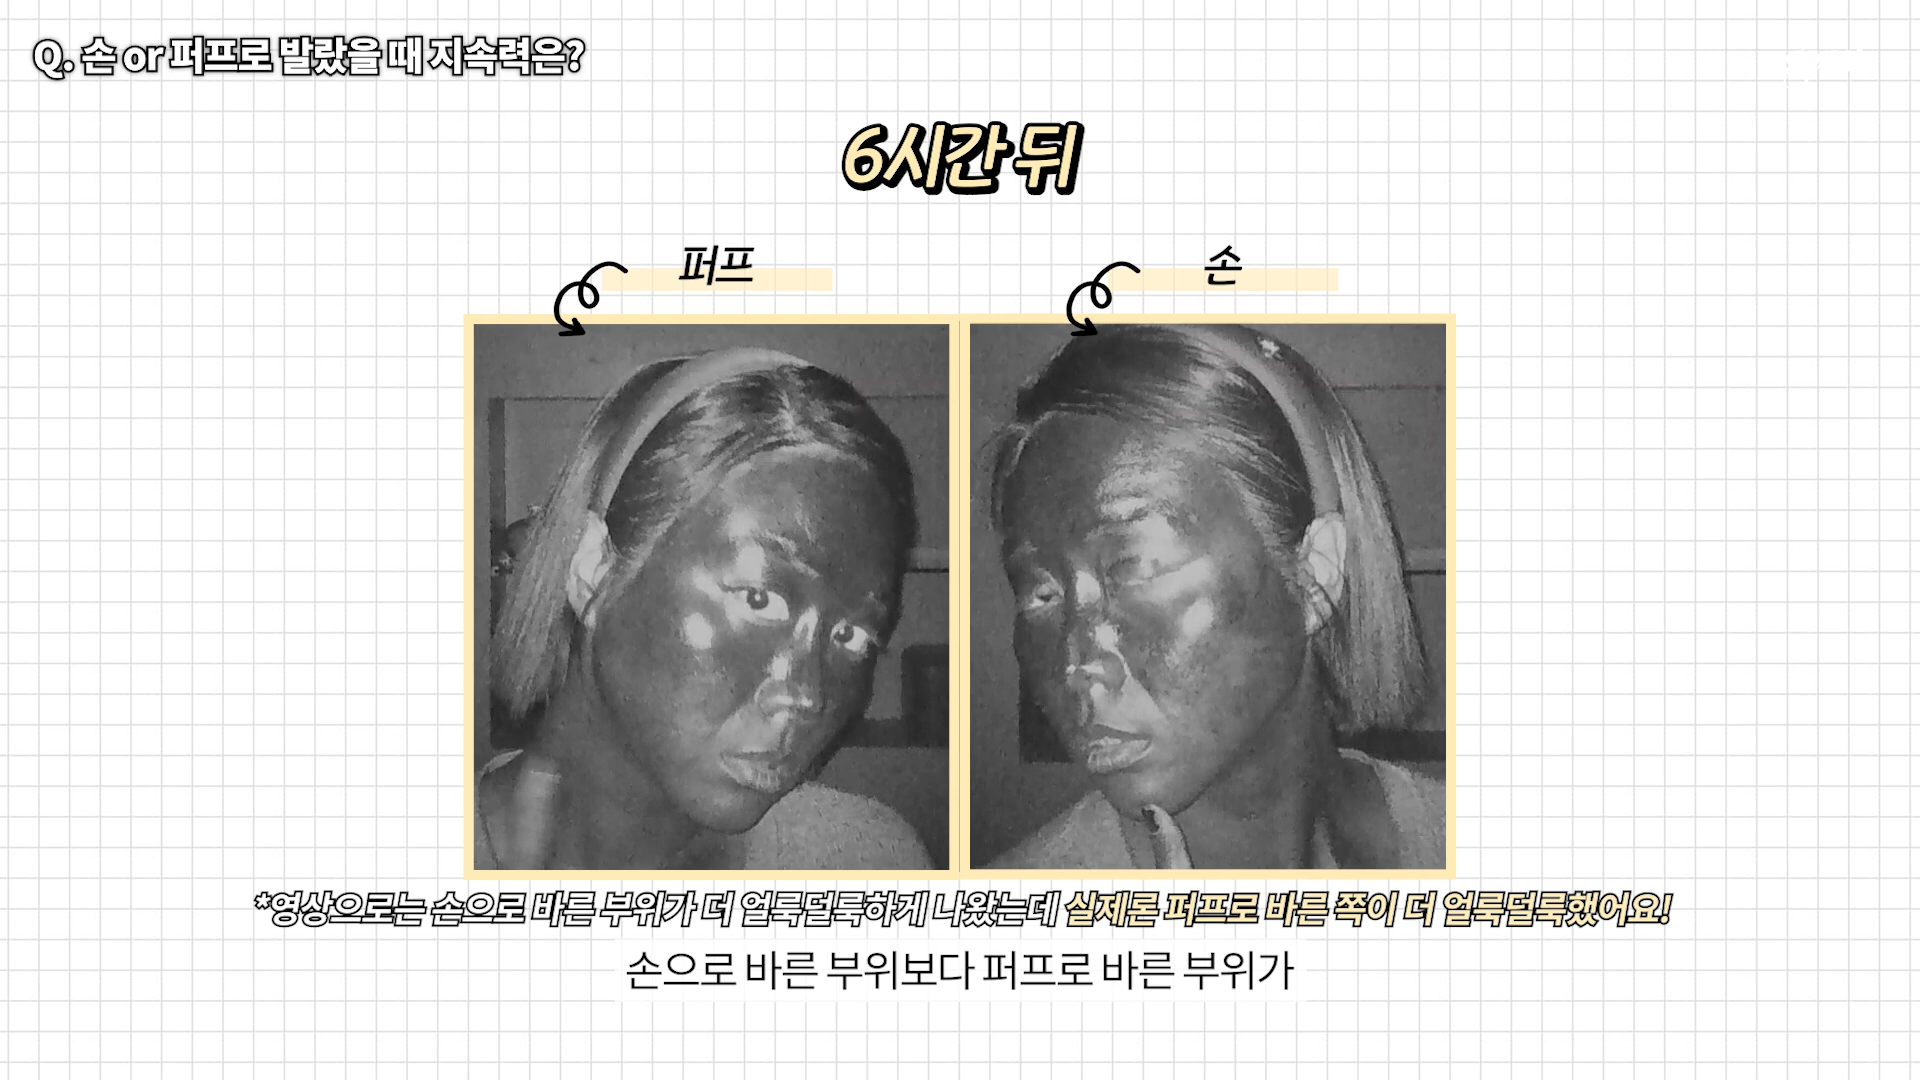 Q. 손 or 퍼프로 발랐을 때 지속력은?
6시간 뒤
퍼프
손
*영상으로는 손으로 바른 부위가 더 얼룩덜룩하게 나왔는데 실제론 퍼프로 바른 쪽이 더 얼룩덜룩했어요!
손으로 바른 부위보다 퍼프로 바른 부위가